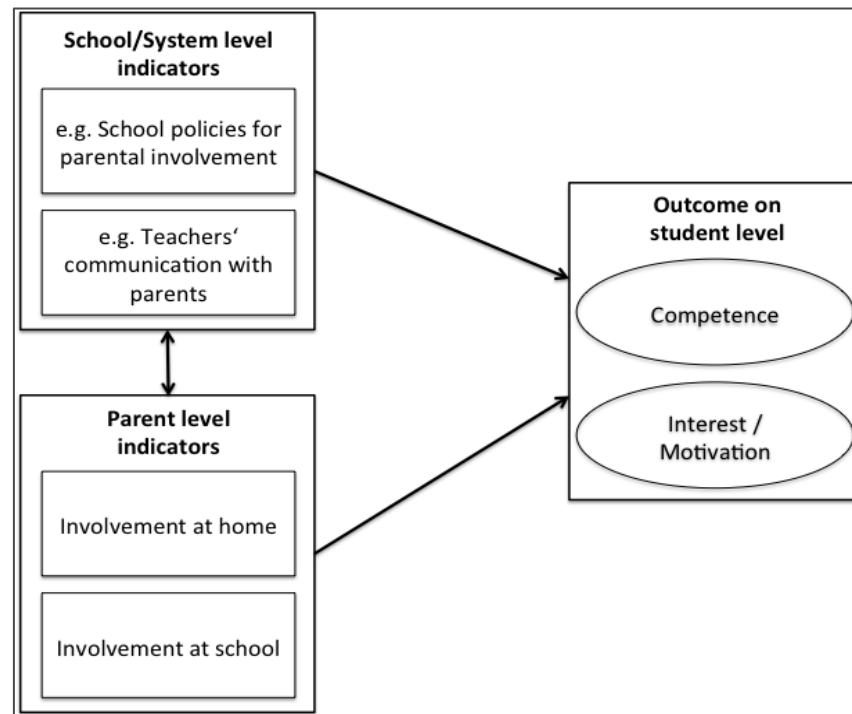 School/System level
indicators
e.g. School policies for
parental involvement
e.g. Teachers‘
communication with
parents
Parent level
indicators
Involvement at home
Involvement at school
Outcome on
student level
Competence
Interest /
Motivation